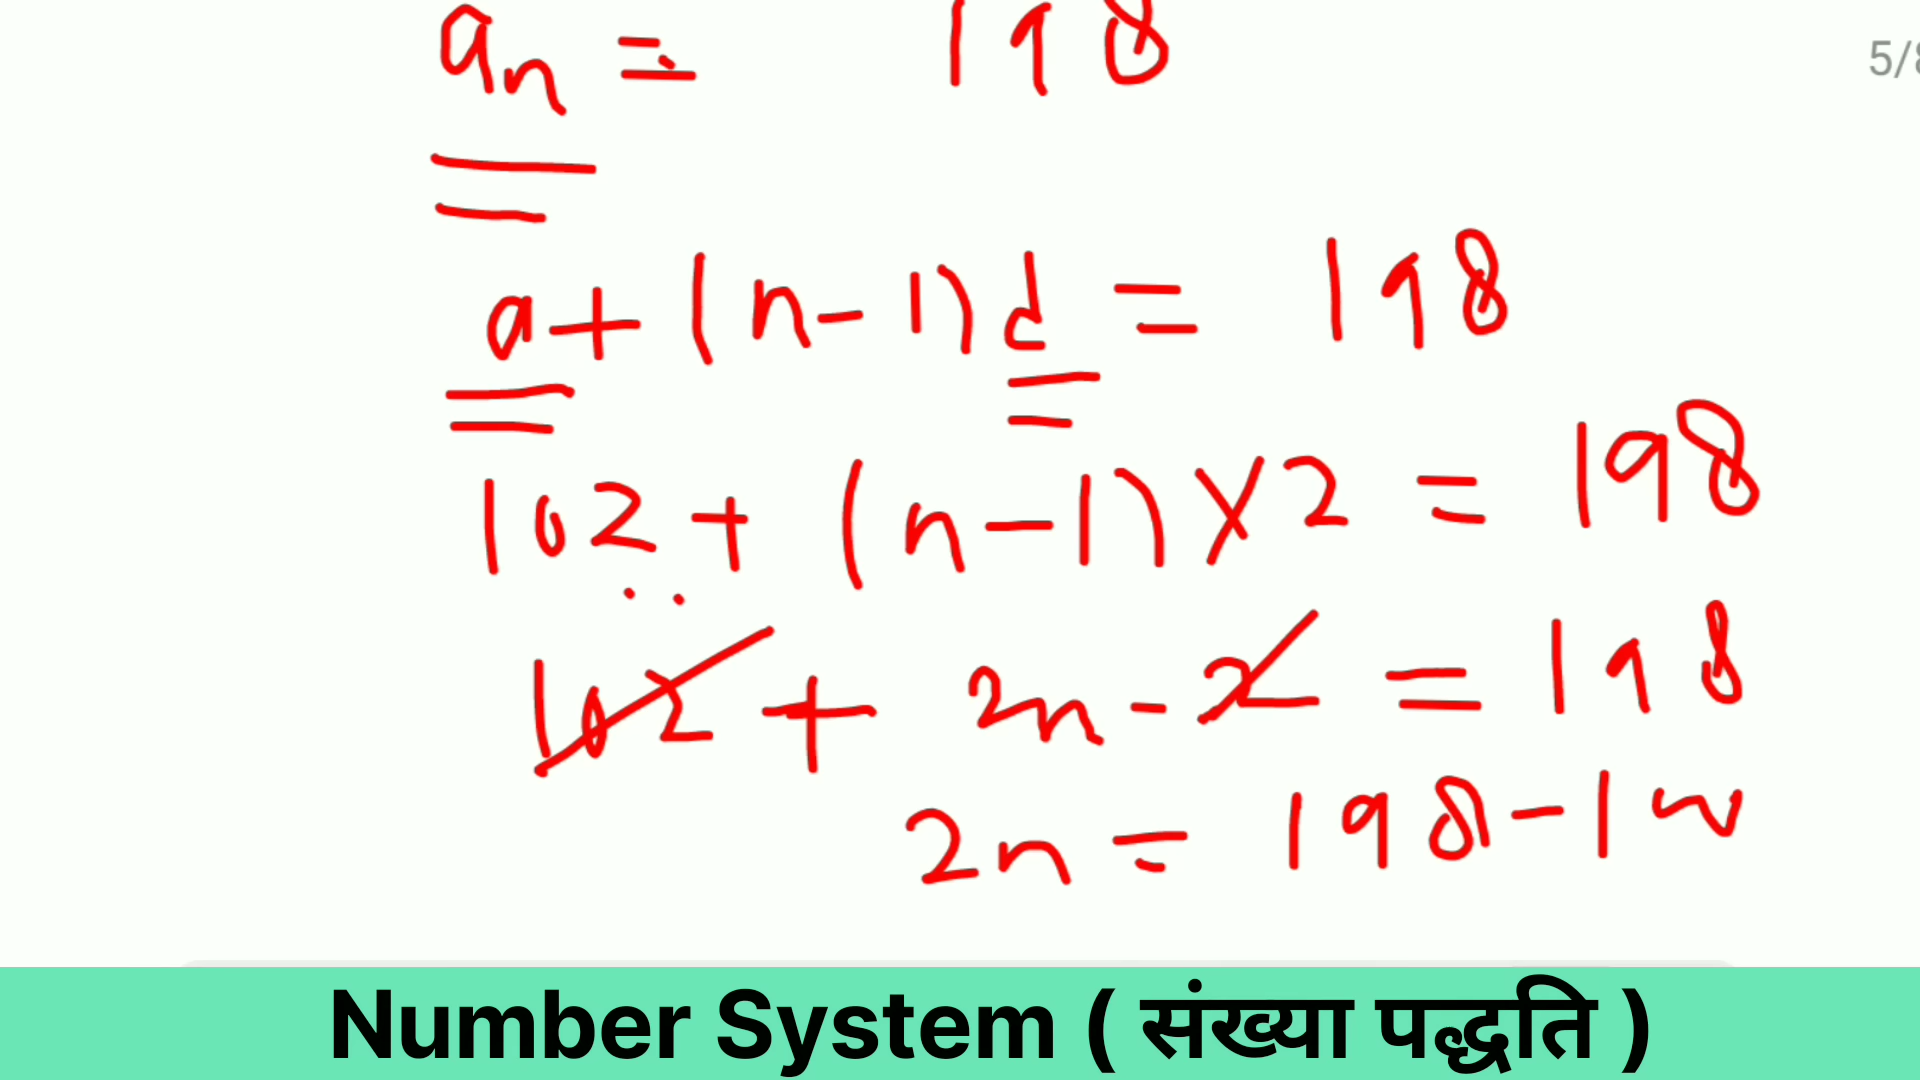 an = 198
5/8
a + (n - 1)d = 198
102 + (n - 1) X 2 = 198
102 + 2n - 2 = 198
2n = 198 - 1
Number System ( संख्या पद्धति )